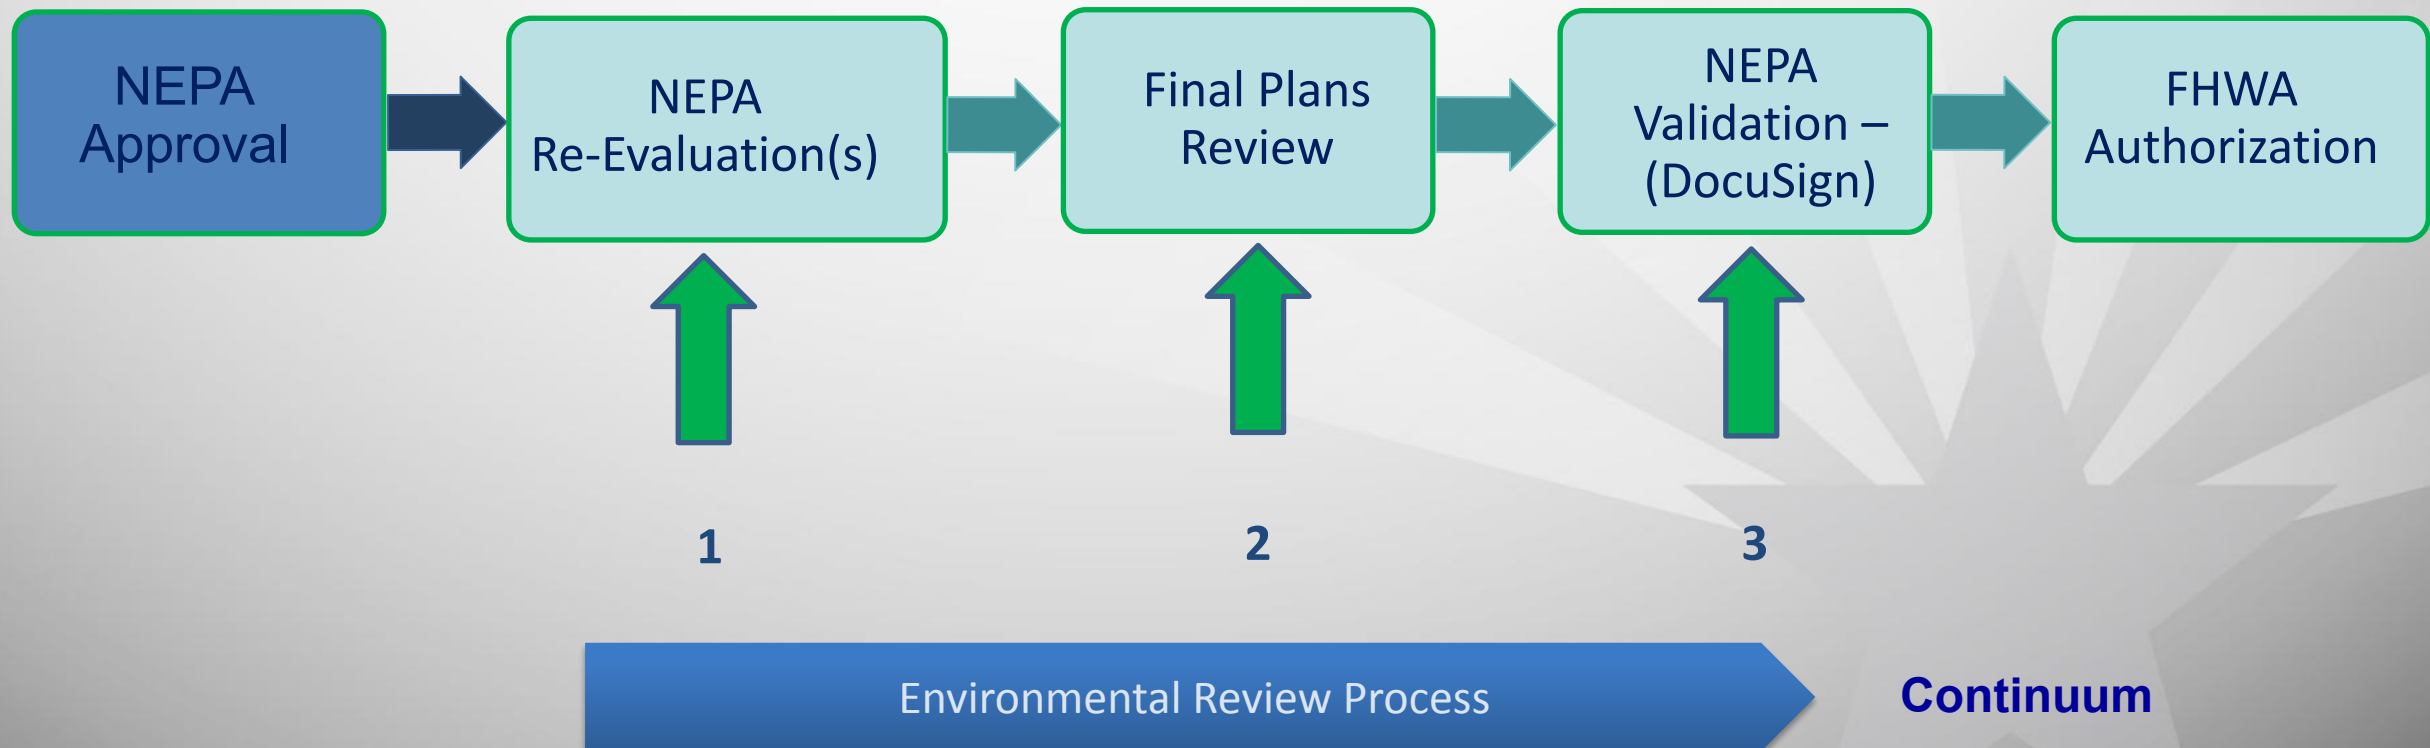 NEPA
Approval
NEPA
Re-Evaluation(s)
Final Plans
Review
NEPA
Validation –
(DocuSign)
FHWA
Authorization
1
2
3
Environmental Review Process
Continuum